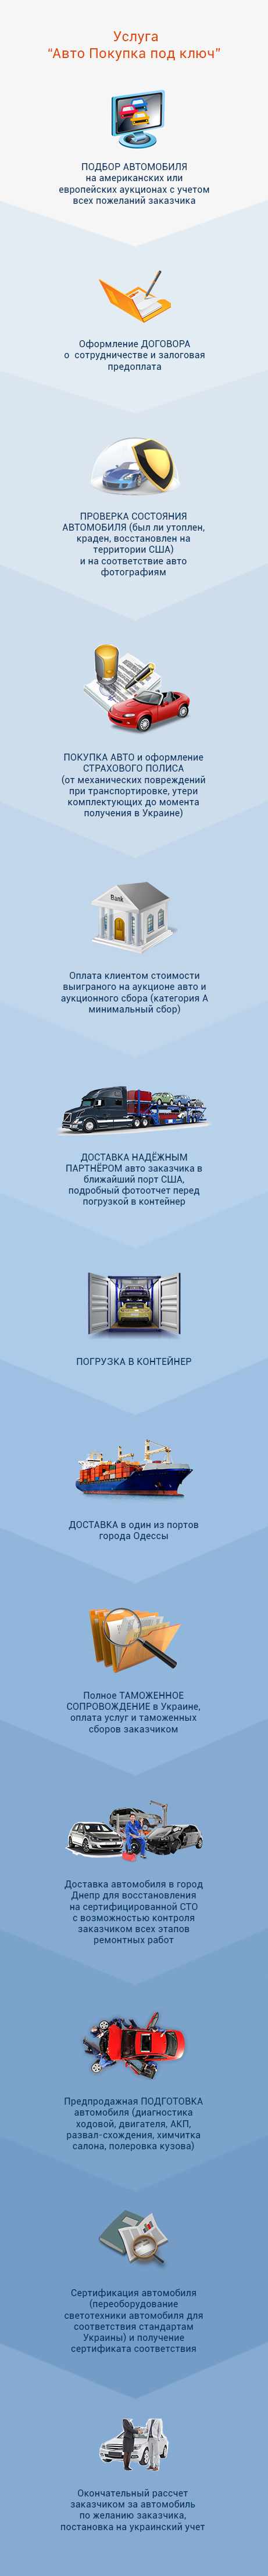 Услуга
“Авто Покупка под ключ”
ПОДБОР АВТОМОБИЛЯ
на американских или
европейских аукционах с учетом
всех пожеланий заказчика
Оформление ДОГОВОРА
о сотрудничестве и залоговая
предоплата
ПРОВЕРКА СОСТОЯНИЯ
АВТОМОБИЛЯ (был ли утоплен,
краден, восстановлен на
территории США)
и на соответствие авто
фотографиям
ПОКУПКА АВТО и оформление
СТРАХОВОГО ПОЛИСА
(от механических повреждений
при транспортировке, утери
комплектующих до момента
получения в Украине)
Bank
Оплата клиентом стоимости
выиграного на аукционе авто и
аукционного сбора (категория А
минимальный сбор)
ДОСТАВКА НАДЁЖНЫМ
ПАРТНЁРОМ авто заказчика в
ближайший порт США,
подробный фотоотчет перед
погрузкой в контейнер
ПОГРУЗКА В КОНТЕЙНЕР
ДОСТАВКА в один из портов
города Одессы
Полное ТАМОЖЕННОЕ
СОПРОВОЖДЕНИЕ в Украине,
оплата услуг и таможенных
сборов заказчиком
Доставка автомобиля в город
Днепр для восстановления
на сертифицированной СТО
с возможностью контроля
заказчиком всех этапов
ремонтных работ
Предпродажная ПОДГОТОВКА
автомобиля (диагностика
ходовой, двигателя, АКП,
развал-схождения, химчитка
салона, полеровка кузова)
Сертификация автомобиля
(переоборудование
светотехники автомобиля для
соответствия стандартам
Украины) и получение
сертификата соответствия
Окончательный рассчет
заказчиком за автомобиль
по желанию заказчика,
постановка на украинский учет